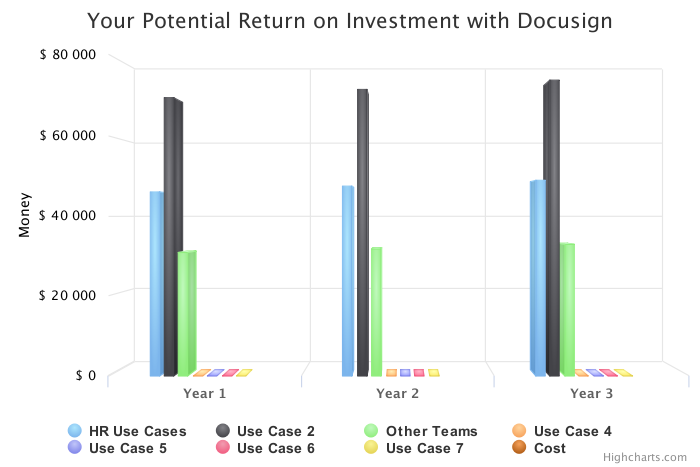 Your Potential Return on Investment with Docusign
$ 80 000
$ 60 000
$ 40 000
$ 20 000
$ 0
Money
Year 1 Year 2 Year 3
HR Use Cases Use Case 2 Other Teams Use Case 4
Use Case 5 Use Case 6 Use Case 7 Cost
Highcharts.com